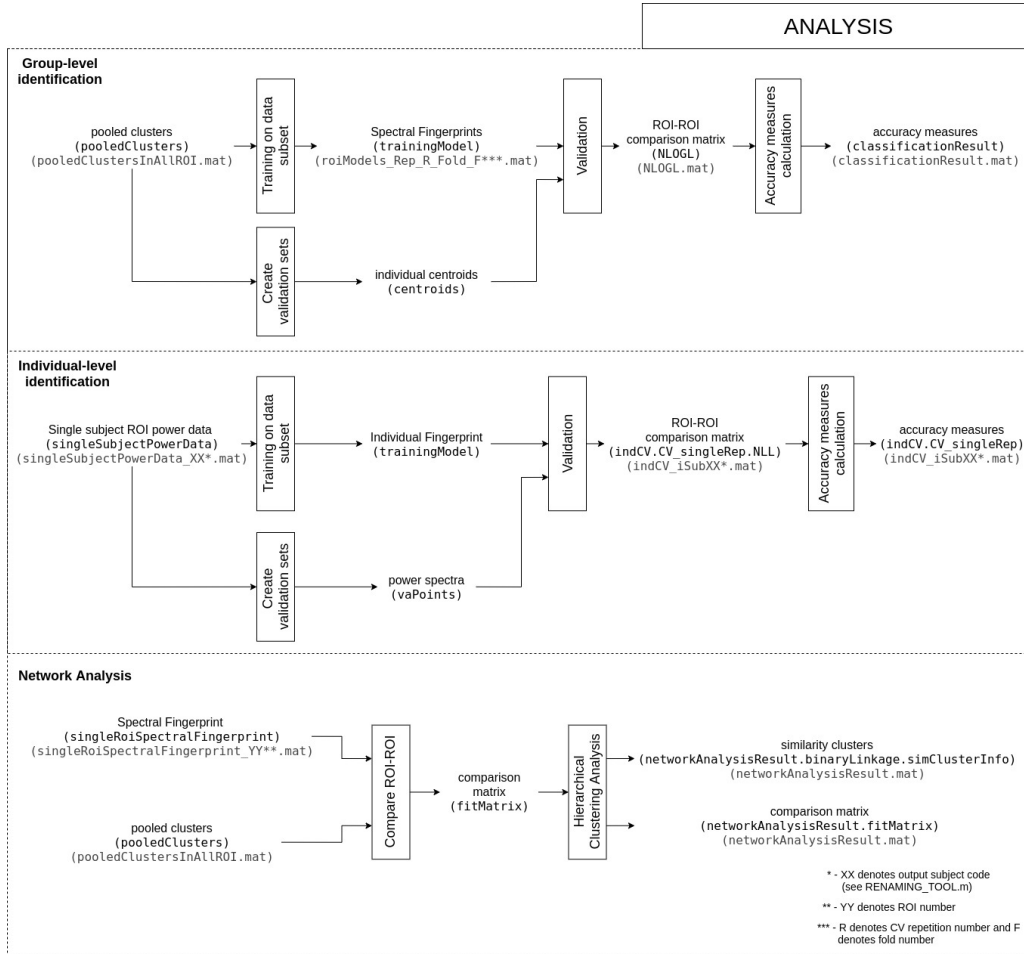 ANALYSIS
Group-level
identification
pooled clusters
(pooledClusters)
(pooledClustersInAllROI.mat)
Training on data
subset
Spectral Fingerprints
(trainingModel)
(roiModels_Rep_R_Fold_F***.mat)
Validation
ROI-ROI
comparison matrix
(NLOGL)
(NLOGL.mat)
Accuracy measures
calculation
accuracy measures
(classificationResult)
(classificationResult.mat)
Create
validation sets
individual centroids
(centroids)
Individual-level
identification
Single subject ROI power data
(singleSubjectPowerData)
(singleSubjectPowerData_XX*.mat)
Training on data
subset
Individual Fingerprint
(trainingModel)
Validation
ROI-ROI
comparison matrix
(indCV.CV_singleRep.NLL)
(indCV_iSubXX*.mat)
Accuracy measures
calculation
accuracy measures
(indCV.CV_singleRep)
(indCV_iSubXX*.mat)
Create
validation sets
power spectra
(vaPoints)
Network Analysis
Spectral Fingerprint
(singleRoiSpectralFingerprint)
(singleRoiSpectralFingerprint_YY**.mat)
pooled clusters
(pooledClusters)
(pooledClustersInAllROI.mat)
Compare ROI-ROI
comparison
matrix
(fitMatrix)
Hierarchical
Clustering Analysis
similarity clusters
(networkAnalysisResult.binaryLinkage.simClusterInfo)
(networkAnalysisResult.mat)
comparison matrix
(networkAnalysisResult.fitMatrix)
(networkAnalysisResult.mat)
* - XX denotes output subject code
(see RENAMING_TOOL.m)
** - YY denotes ROI number
*** - R denotes CV repetition number and F
denotes fold number